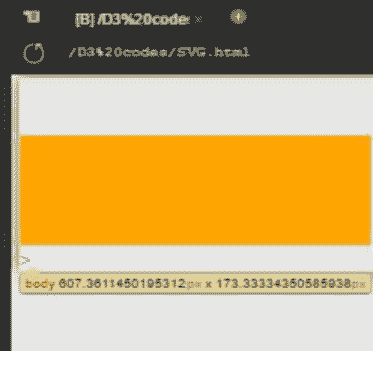 [B] /D3%20code: ×
/D3%20codes/SVG.html
>
body 607.3611450195312px x 173.33334350585938px